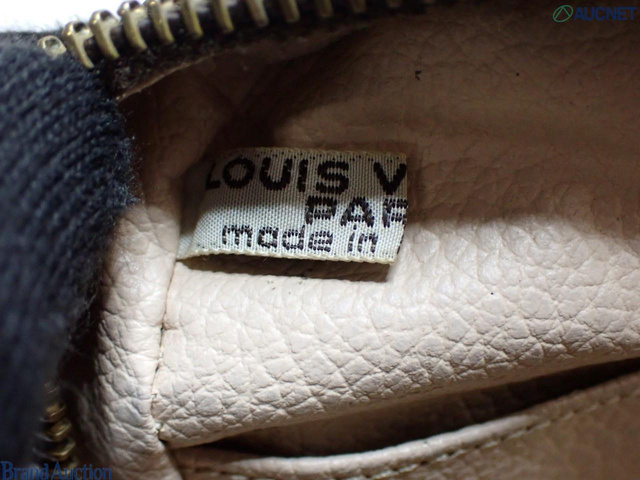 AUCNET
LOUIS V
PAR
made in
Brand Auction